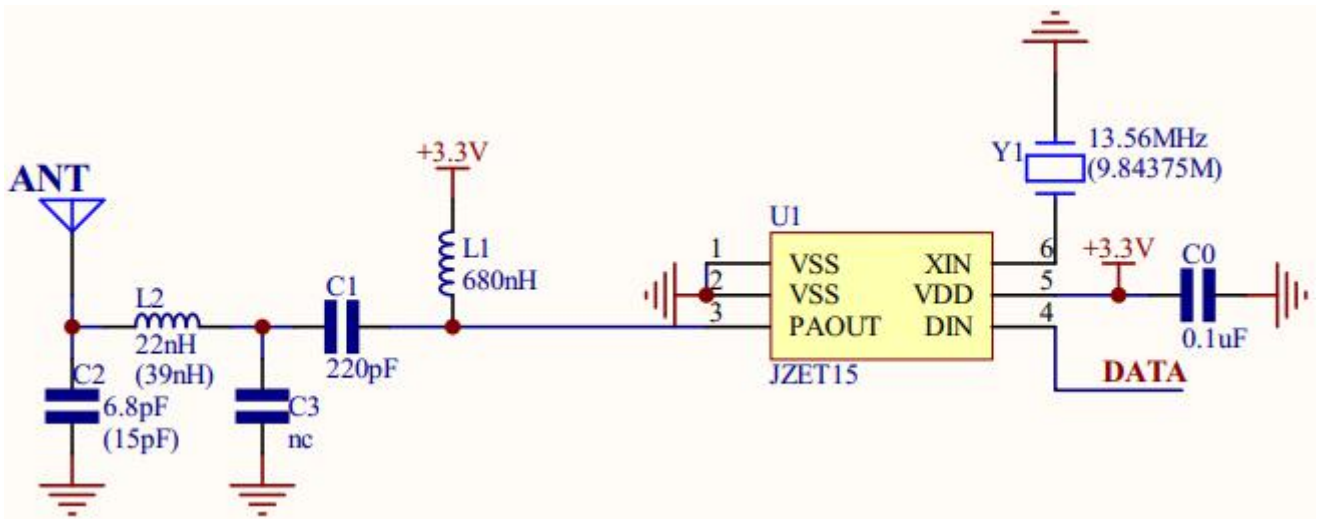 ANT
+3.3V
L1
680nH
L2
22nH
(39nH)
C1
220pF
C2
6.8pF
(15pF)
C3
nc
U1
1
2
3
VSS
VSS
PAOUT
XIN
VDD
DIN
6
5
4
JZET15
Y1
13.56MHz
(9.84375M)
+3.3V
C0
0.1uF
DATA